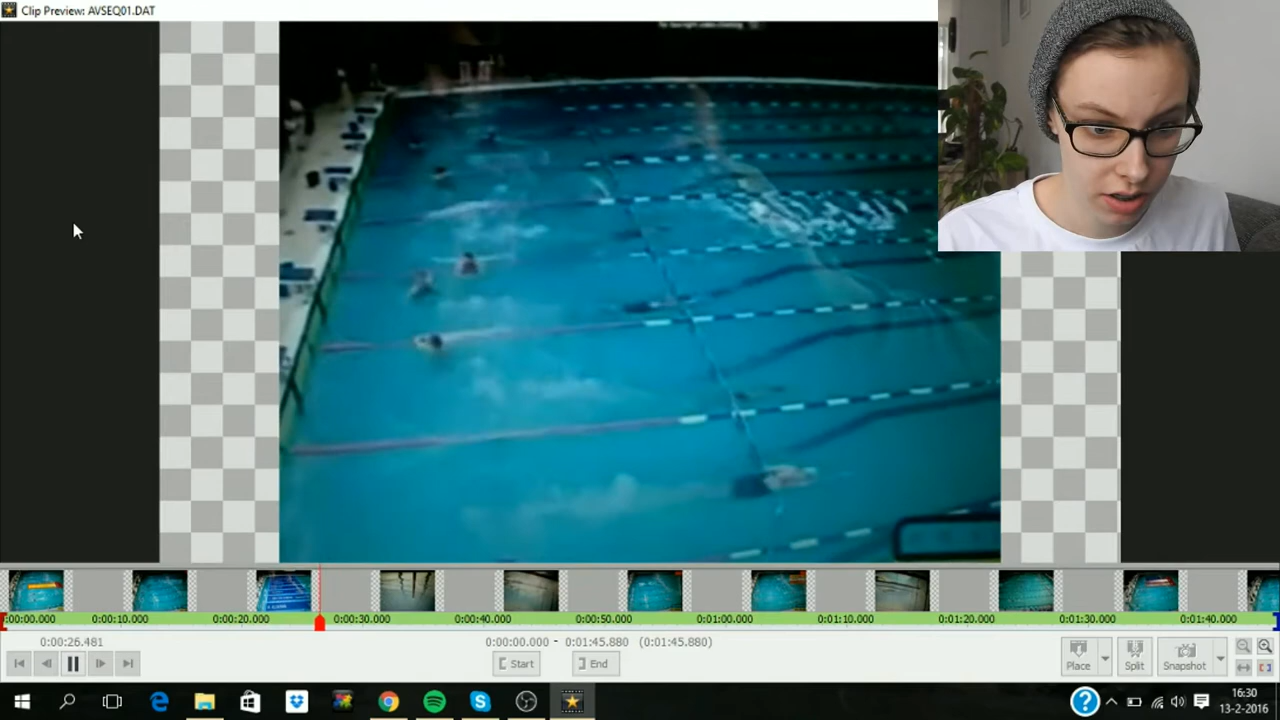 Clip Preview: AVSEQ01.DAT
0:00:00.000 0:00:10.000 0:00:20.000 0:00:30.000 0:00:40.000 0:00:50.000 0:01:00.000 0:01:10.000 0:01:20.000 0:01:30.000 0:01:40.000
0:00:26.481
0:00:00.000 - 0:01:45.880 (0:01:45.880)
Start
End
Place
Split
Snapshot
16:30
13-2-2016